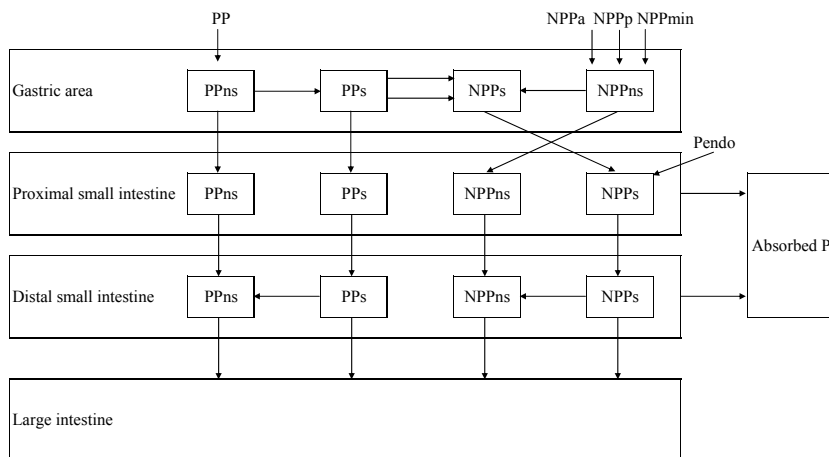 PP
NPPa NPPp NPPmin
Gastric area
PPns
PPs
NPPs
NPPns
Pendo
Proximal small intestine
PPns
PPs
NPPns
NPPs
Absorbed P
Distal small intestine
PPns
PPs
NPPns
NPPs
Large intestine